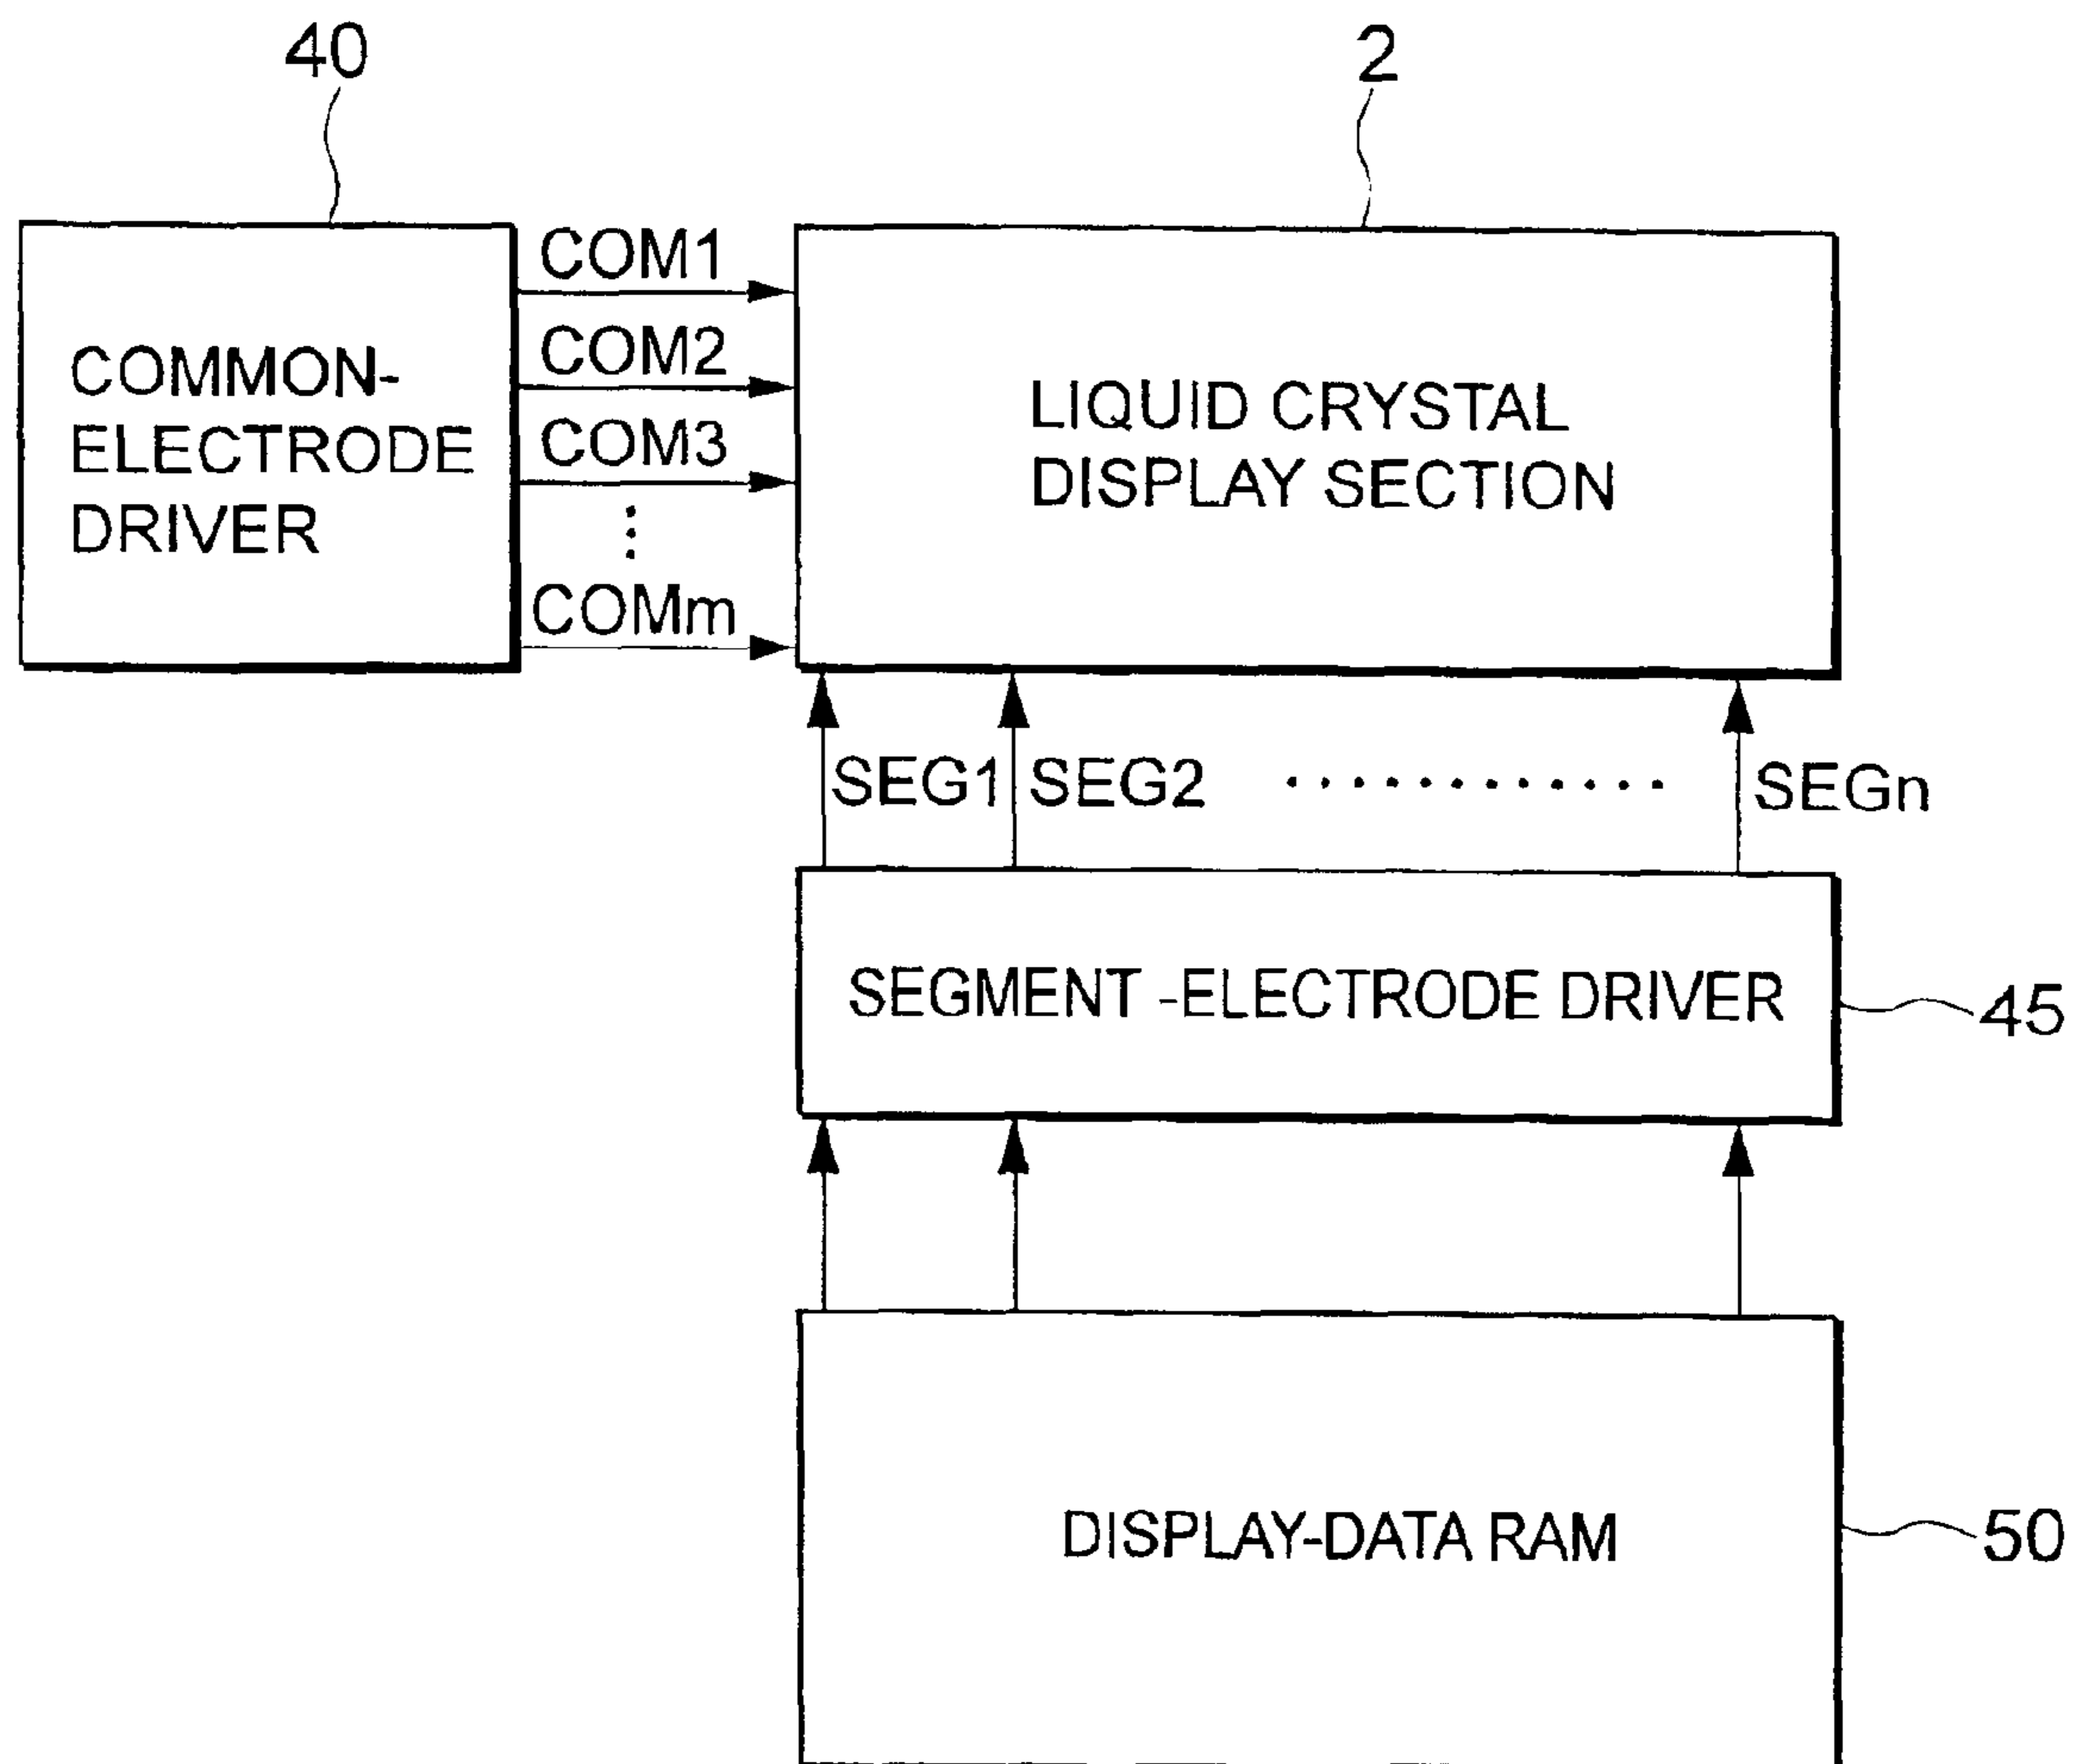 40
2
COM1
COM2
COM3
COMm
COMMON-
ELECTRODE
DRIVER
LIQUID CRYSTAL
DISPLAY SECTION
SEG1
SEG2
SEGn
SEGMENT -ELECTRODE DRIVER
45
DISPLAY-DATA RAM
50